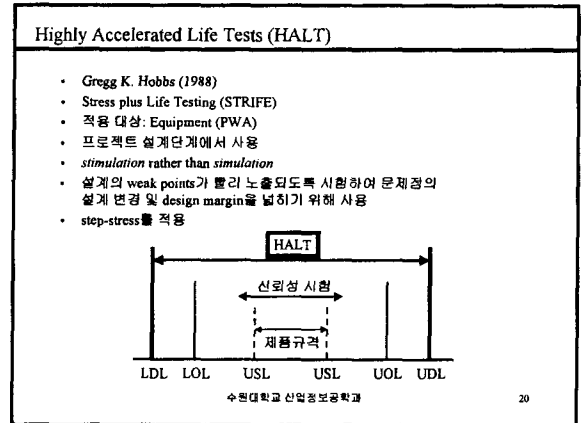 Highly Accelerated Life Tests (HALT)
• Gregg K. Hobbs (1988)
• Stress plus Life Testing (STRIFE)
• 적용 대상: Equipment (PWA)
• 프로젝트 설계단계에서 사용
• stimulation rather than simulation
• 설계의 weak points가 빨리 노출되도록 시험하여 문제점의
설계 변경 및 design margin을 넓히기 위해 사용
• step-stress를 적용
HALT
신뢰성 시험
제품규격
LDL LOL USL USL UOL UDL
수원대학교 산업정보공학과 20